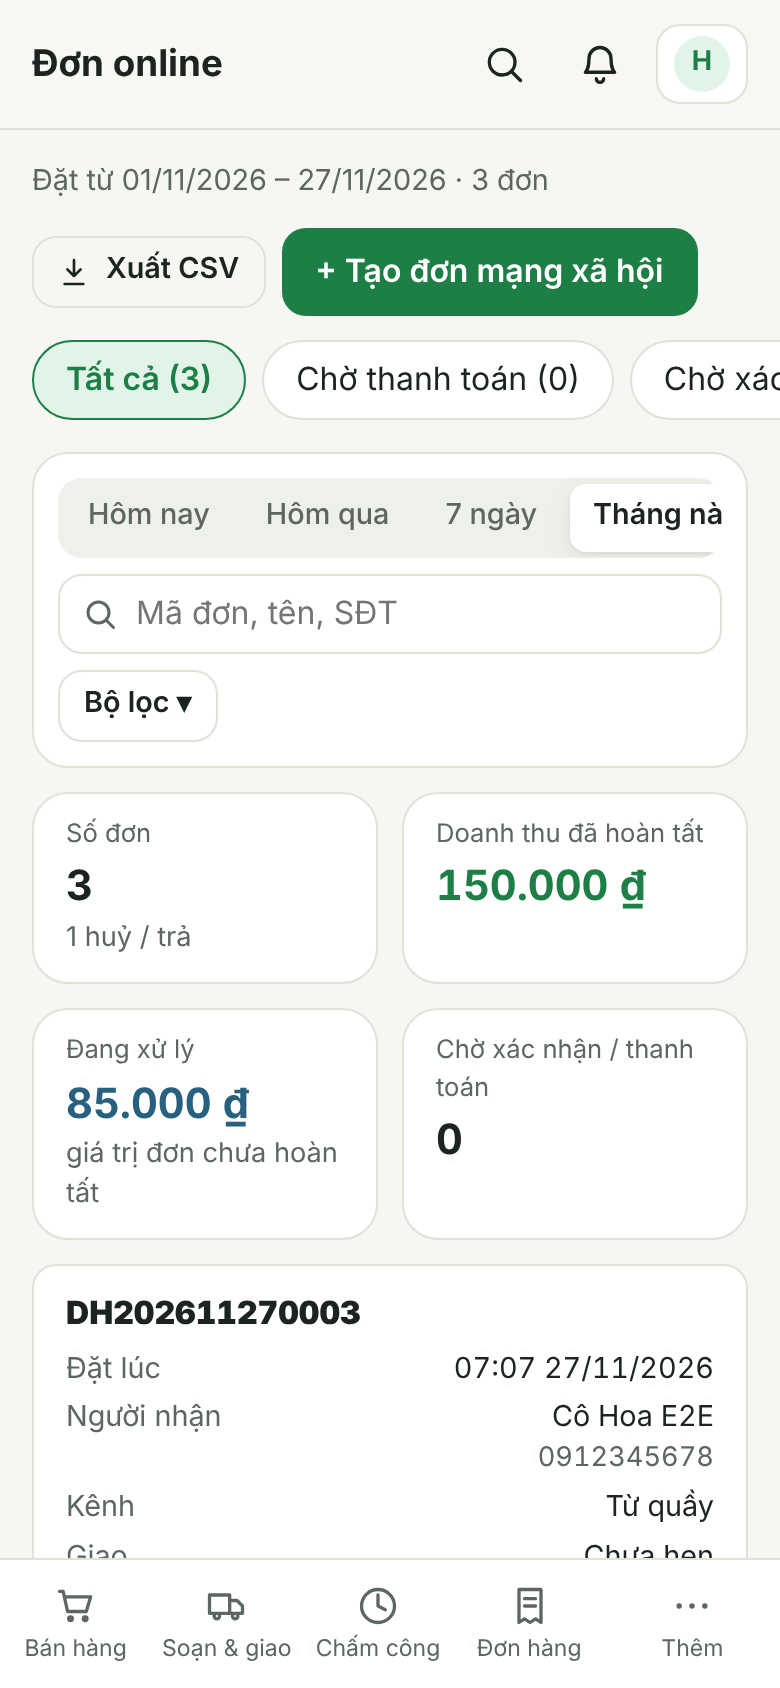 Đơn online
H
Đặt từ 01/11/2026 – 27/11/2026 · 3 đơn
Xuất CSV
+ Tạo đơn mạng xã hội
Tất cả (3)
Chờ thanh toán (0)
Chờ xác
Hôm nay
Hôm qua
7 ngày
Tháng nà
Mã đơn, tên, SĐT
Bộ lọc ▾
Số đơn
3
1 huỷ / trả
Doanh thu đã hoàn tất
150.000 ₫
Đang xử lý
85.000 ₫
giá trị đơn chưa hoàn
tất
Chờ xác nhận / thanh
toán
0
DH202611270003
Đặt lúc
07:07 27/11/2026
Người nhận
Cô Hoa E2E
0912345678
Kênh
Từ quầy
Giao
Chưa hẹn
Bán hàng
Soạn & giao
Chấm công
Đơn hàng
Thêm